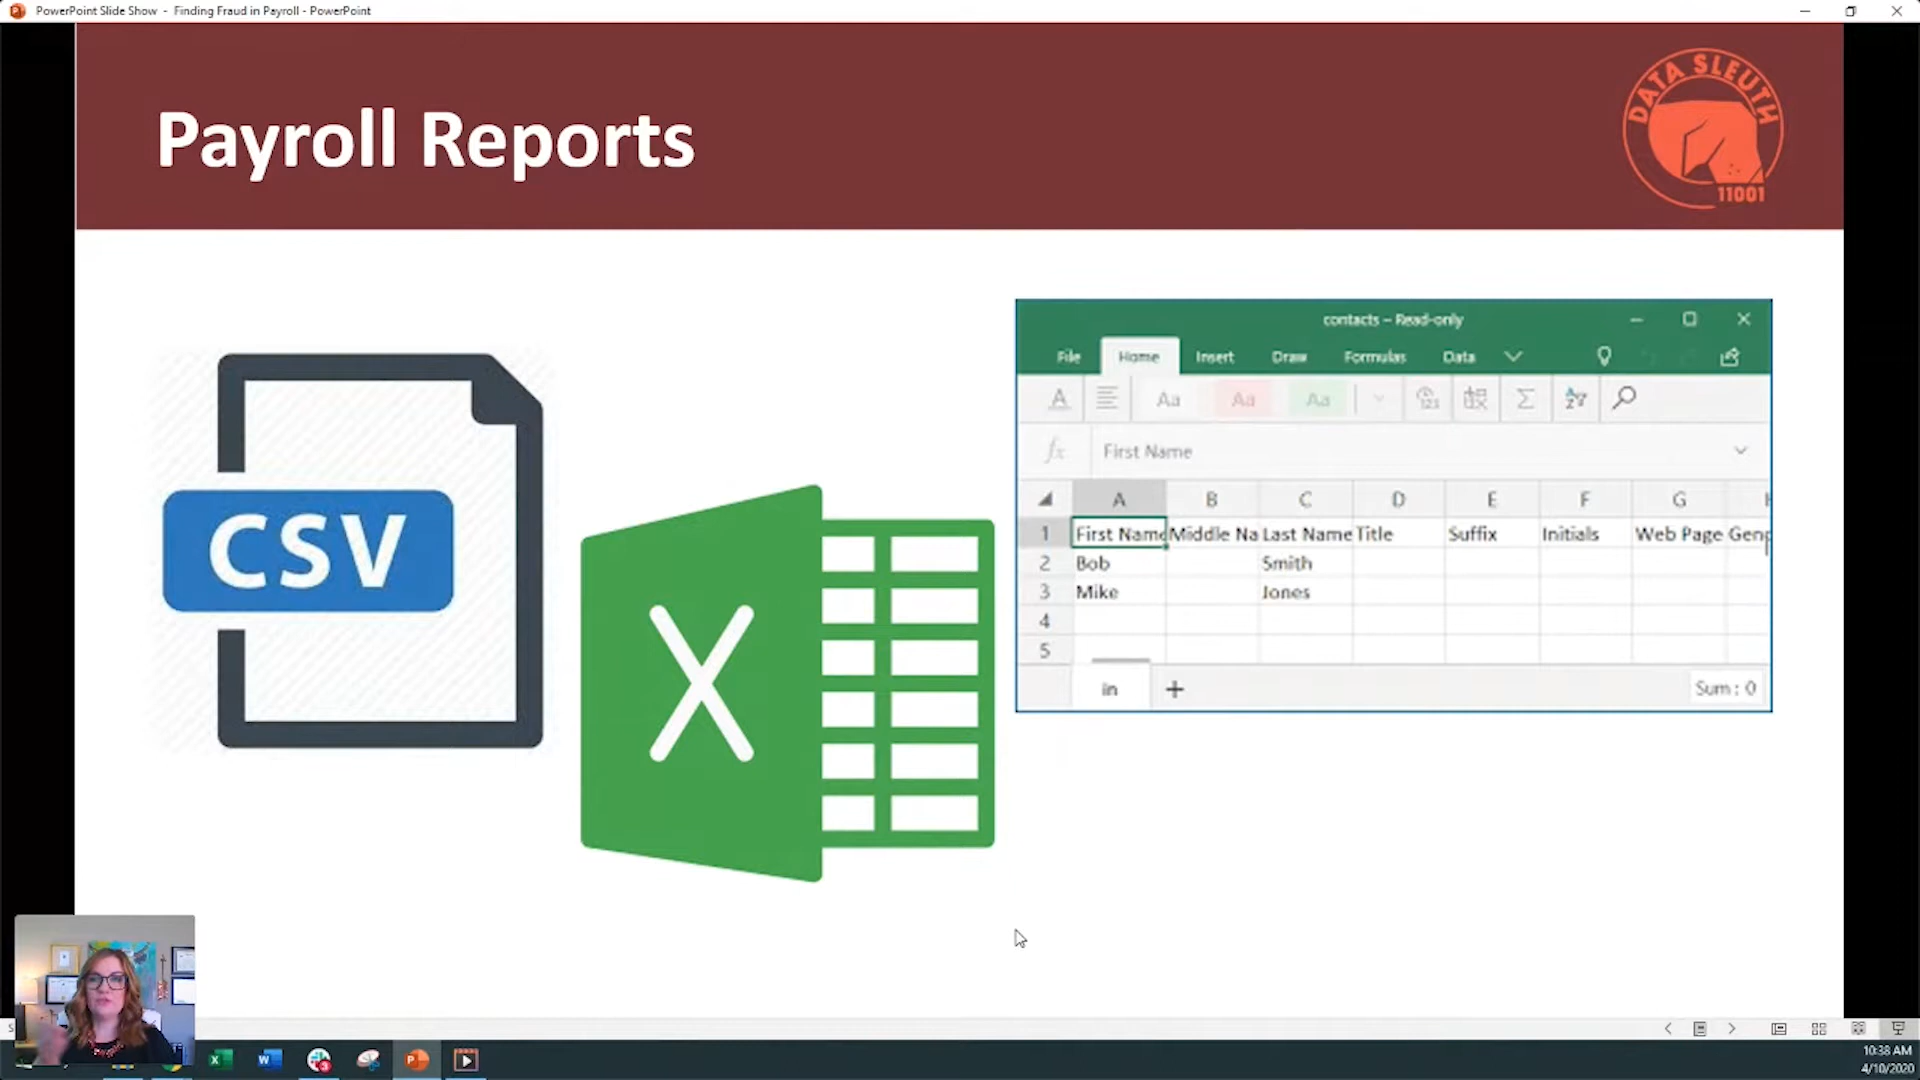 PowerPoint Slide Show - Finding Fraud in Payroll - PowerPoint
Payroll Reports
DATA SLEUTH
11001
CSV
X
contacts – Read-only
File Home Insert Draw Formulas Data
A Aa Aa Aa 123 Σ
fx First Name
A B C D E F G
1 First Name Middle Na Last Name Title Suffix Initials Web Page Gen
2 Bob Smith
3 Mike Jones
4
5
in + Sum : 0
10:38 AM
4/10/2020